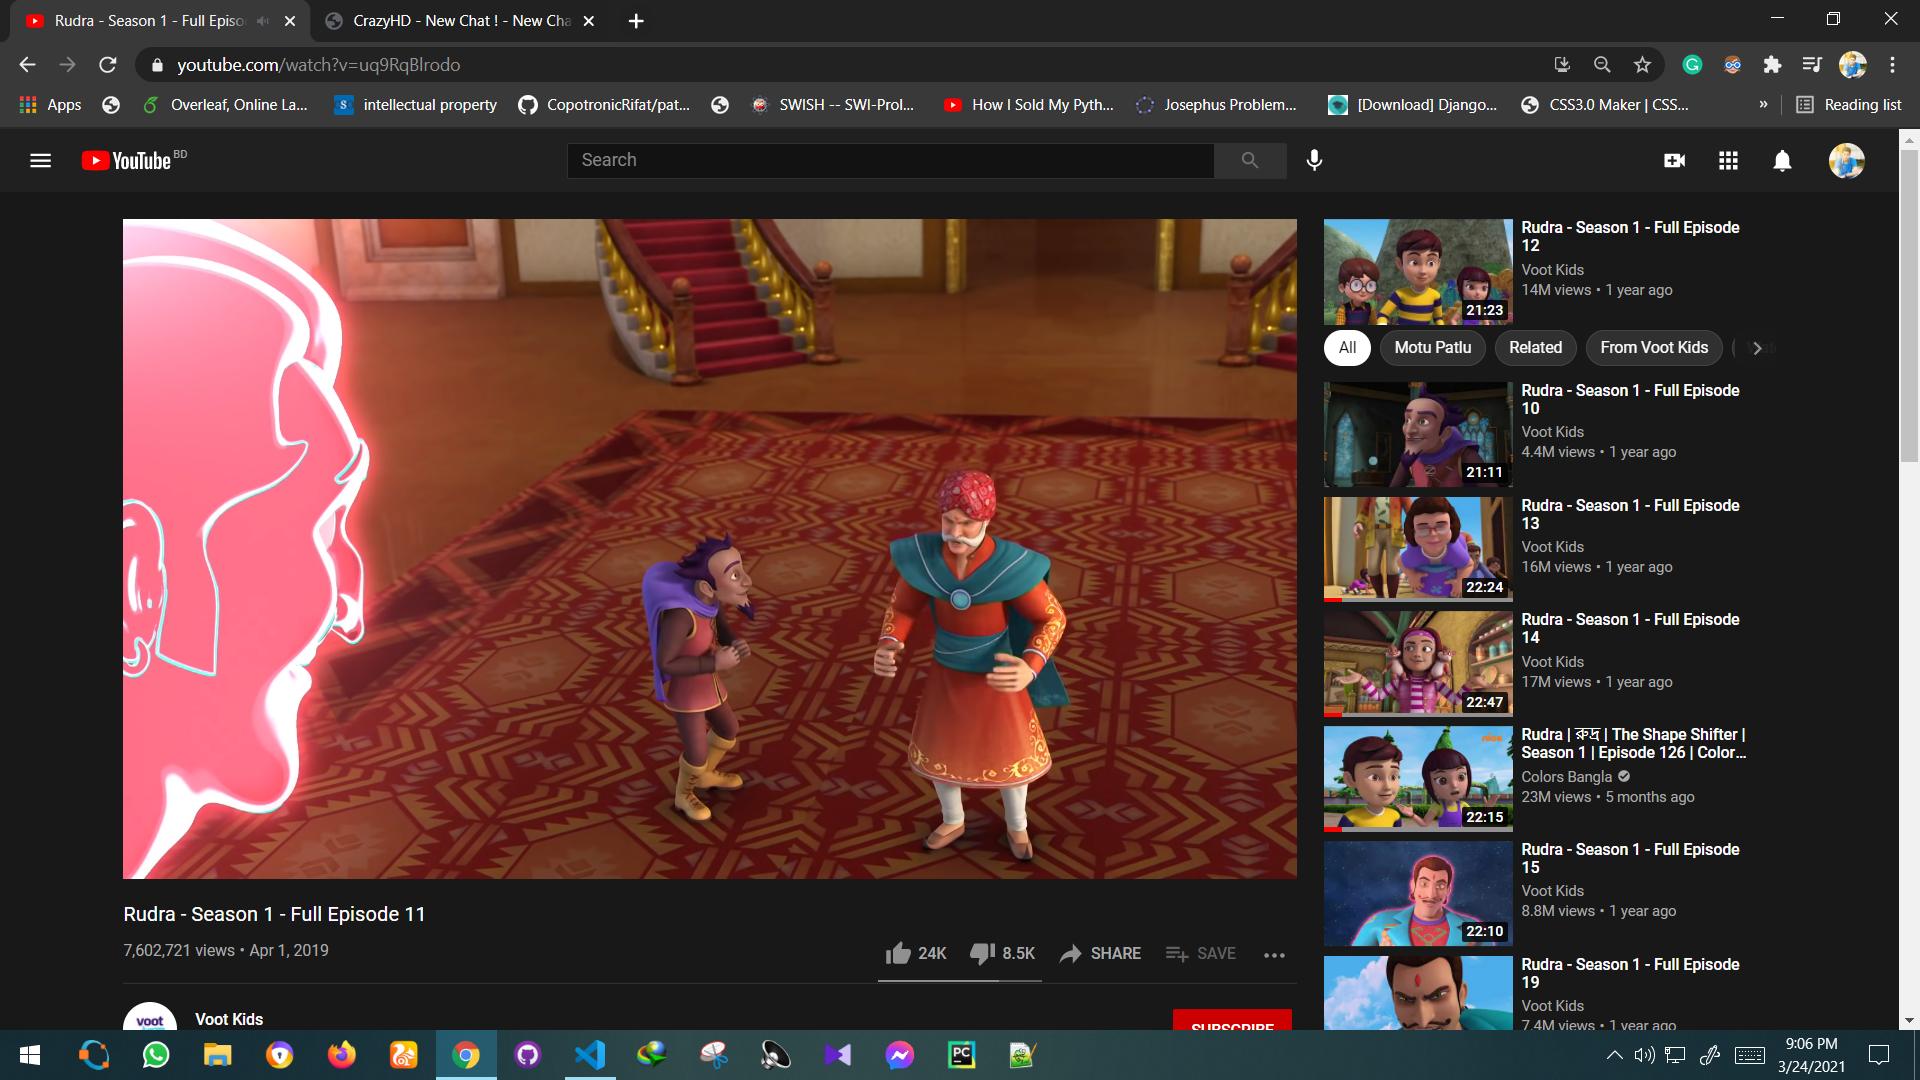 Rudra - Season 1 - Full Episo
CrazyHD - New Chat ! - New Cha
youtube.com/watch?v=uq9RqBlrodo
Apps
Overleaf, Online La...
intellectual property
CopotronicRifat/pat...
SWISH -- SWI-Prol...
How I Sold My Pyth...
Josephus Problem...
[Download] Django...
CSS3.0 Maker | CSS...
»
Reading list
YouTube BD
Search
Rudra - Season 1 - Full Episode
12
Voot Kids
14M views • 1 year ago
21:23
All
Motu Patlu
Related
From Voot Kids
Rudra - Season 1 - Full Episode
10
Voot Kids
4.4M views • 1 year ago
21:11
Rudra - Season 1 - Full Episode
13
Voot Kids
16M views • 1 year ago
22:24
Rudra - Season 1 - Full Episode
14
Voot Kids
17M views • 1 year ago
22:47
Rudra | রুদ্র | The Shape Shifter |
Season 1 | Episode 126 | Color...
Colors Bangla
23M views • 5 months ago
22:15
Rudra - Season 1 - Full Episode
15
Voot Kids
8.8M views • 1 year ago
22:10
Rudra - Season 1 - Full Episode
19
Voot Kids
7.4M views • 1 year ago
Rudra - Season 1 - Full Episode 11
7,602,721 views • Apr 1, 2019
24K
8.5K
SHARE
SAVE
voot
Voot Kids
SUBSCRIBE
PC
9:06 PM
3/24/2021